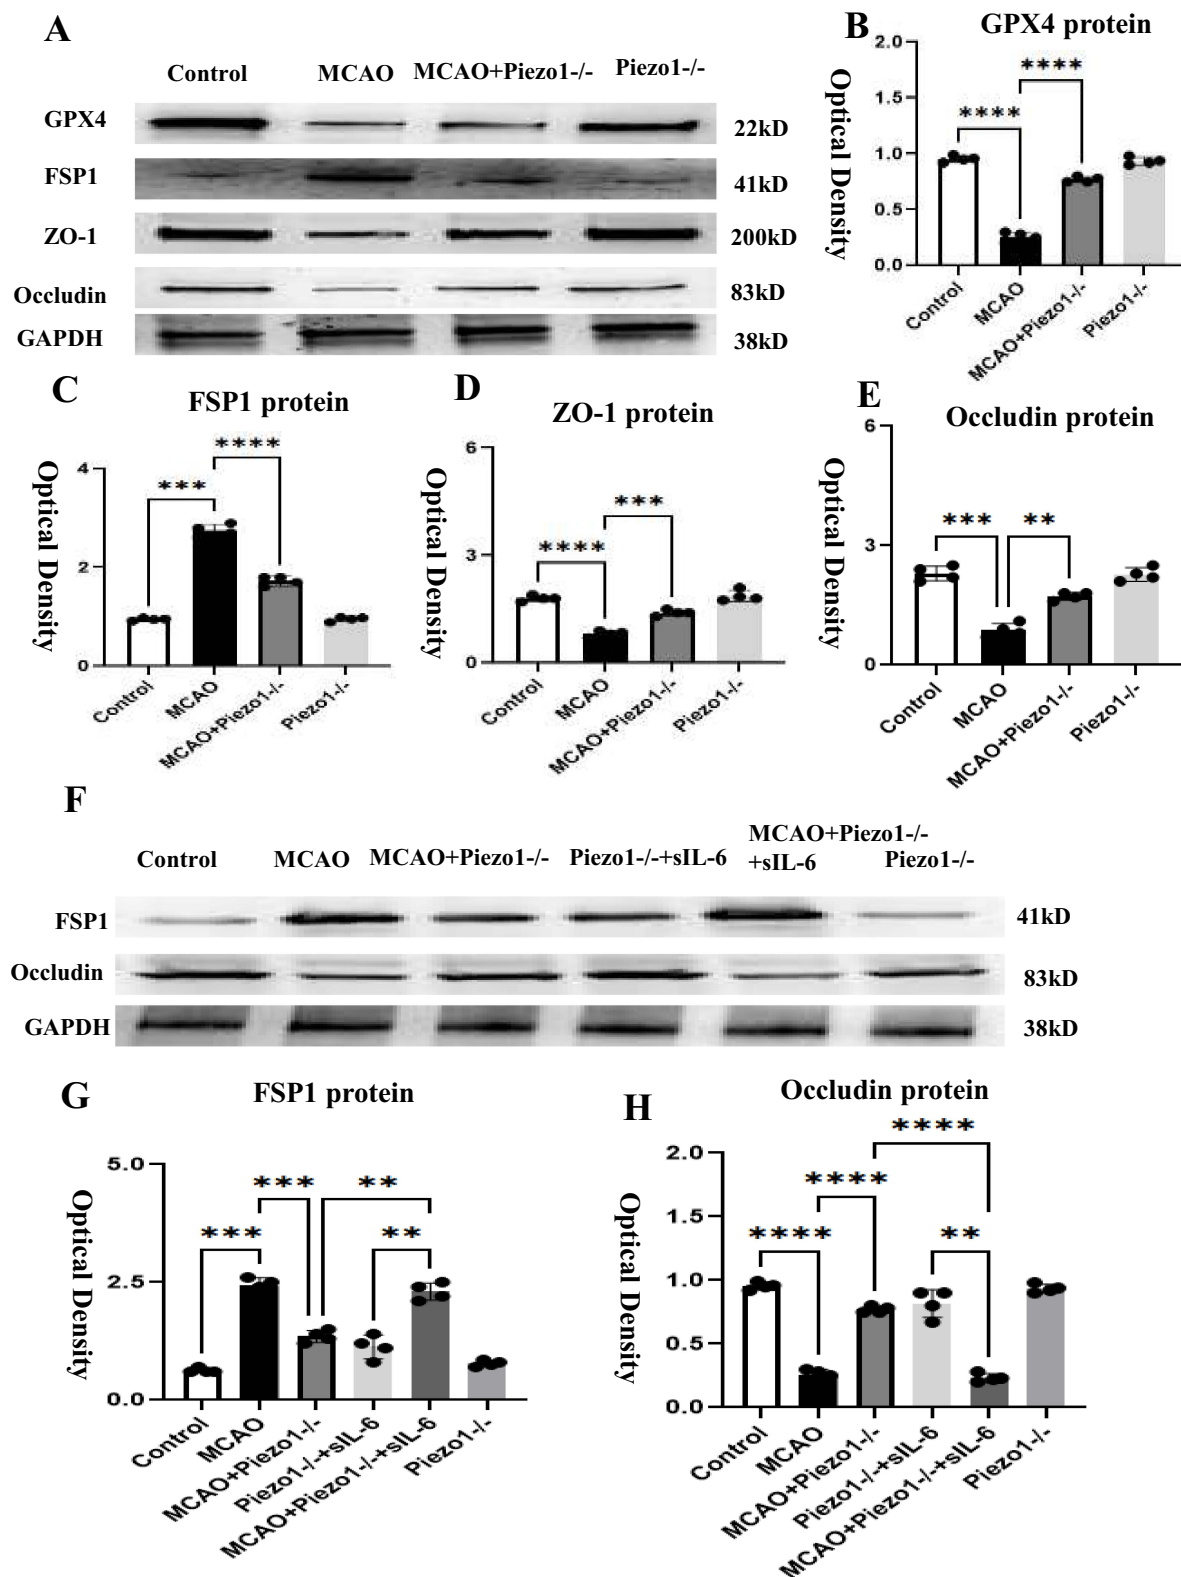 A
Control MCAO MCAO+Piezo1-/- Piezo1-/-
GPX4 22kD
FSP1 41kD
ZO-1 200kD
Occludin 83kD
GAPDH 38kD
B
GPX4 protein
Optical Density
2.0
1.5
1.0
0.5
0.0
**** ****
Control MCAO MCAO+Piezo1-/- Piezo1-/-
C
FSP1 protein
Optical Density
4
2
0
*** ****
Control MCAO MCAO+Piezo1-/- Piezo1-/-
D
ZO-1 protein
Optical Density
6
3
0
**** ***
Control MCAO MCAO+Piezo1-/- Piezo1-/-
E
Occludin protein
Optical Density
6
3
0
*** **
Control MCAO MCAO+Piezo1-/- Piezo1-/-
F
Control MCAO MCAO+Piezo1-/- Piezo1-/-+sIL-6 MCAO+Piezo1-/- +sIL-6 Piezo1-/-
FSP1 41kD
Occludin 83kD
GAPDH 38kD
G
FSP1 protein
Optical Density
5.0
2.5
0.0
*** *** ** **
Control MCAO MCAO+Piezo1-/- Piezo1-/-+sIL-6 MCAO+Piezo1-/-+sIL-6 Piezo1-/-
H
Occludin protein
Optical Density
2.0
1.5
1.0
0.5
0.0
**** **** **** **
Control MCAO MCAO+Piezo1-/- Piezo1-/-+sIL-6 MCAO+Piezo1-/-+sIL-6 Piezo1-/-